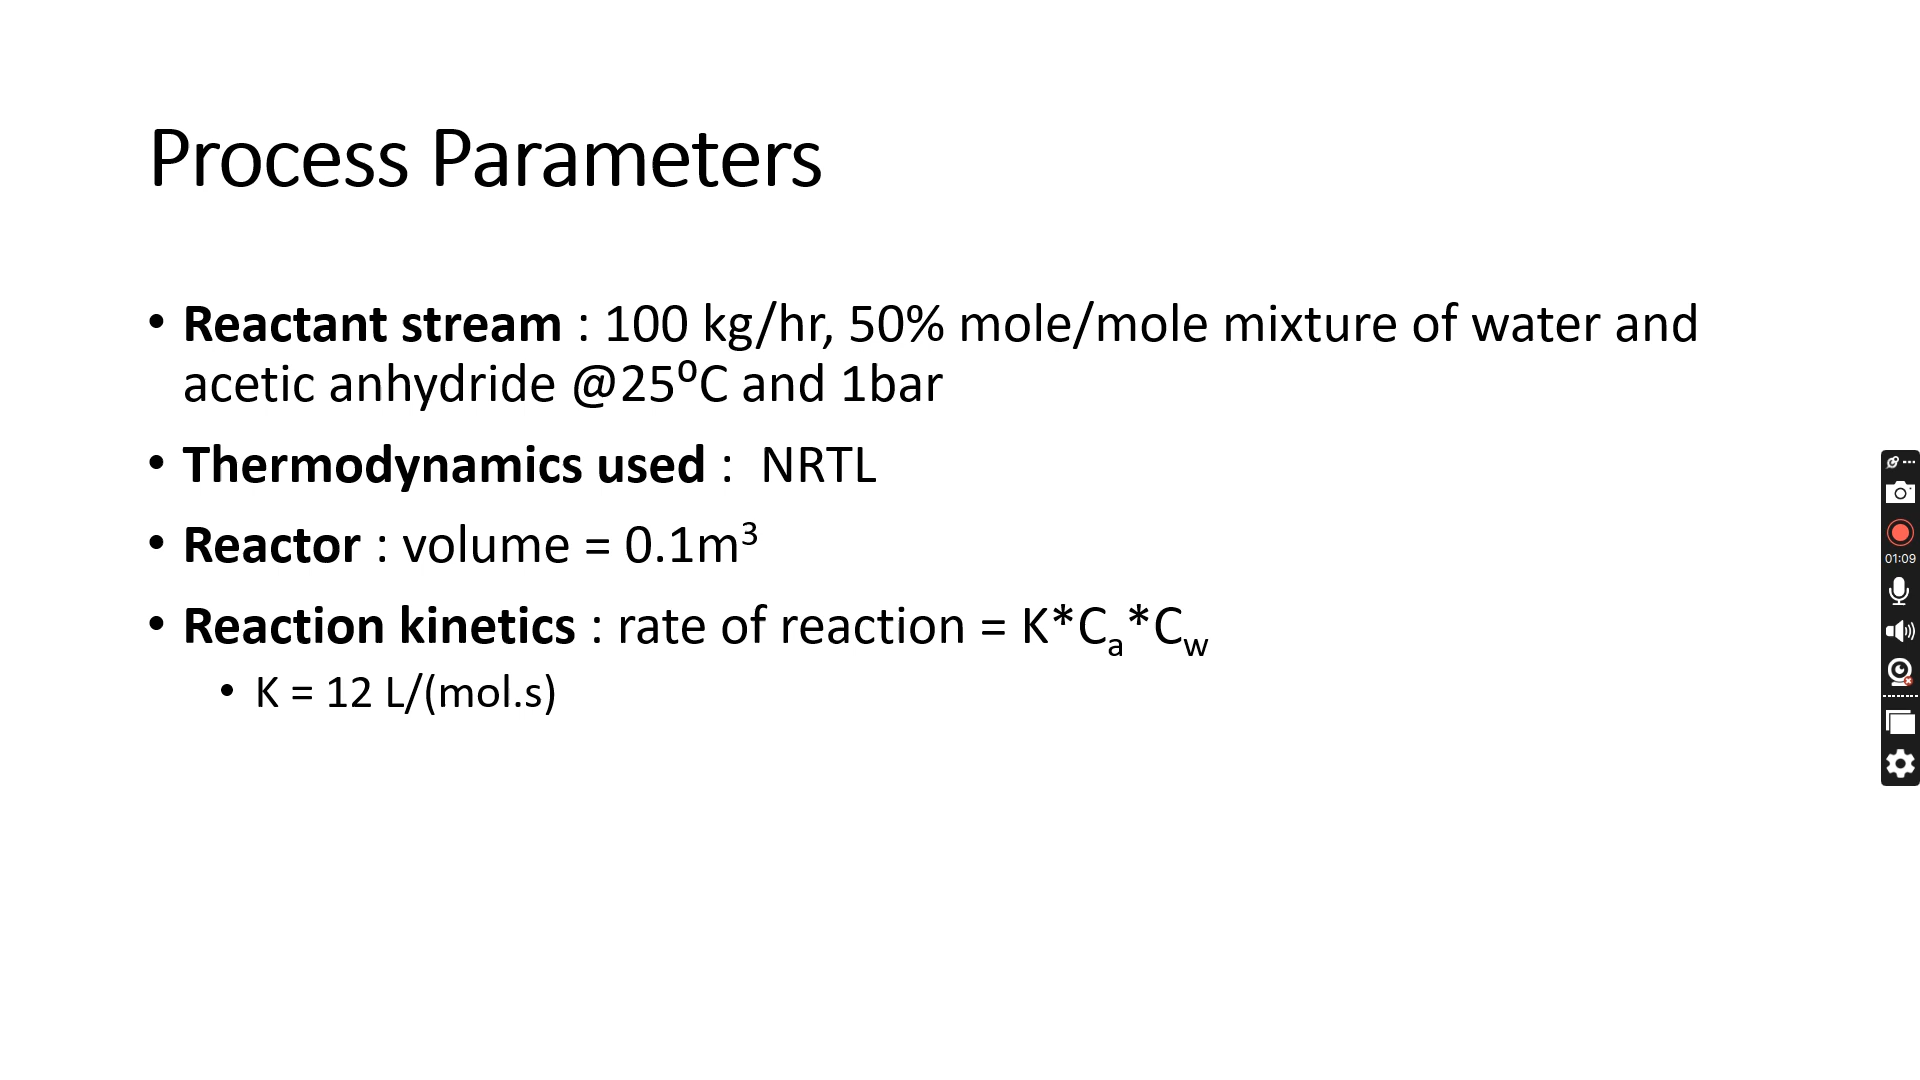 Process Parameters
• Reactant stream : 100 kg/hr, 50% mole/mole mixture of water and
acetic anhydride @25⁰C and 1bar
• Thermodynamics used :  NRTL
• Reactor : volume = 0.1m³
• Reaction kinetics : rate of reaction = K*Cₐ*C_w
• K = 12 L/(mol.s)
01:09